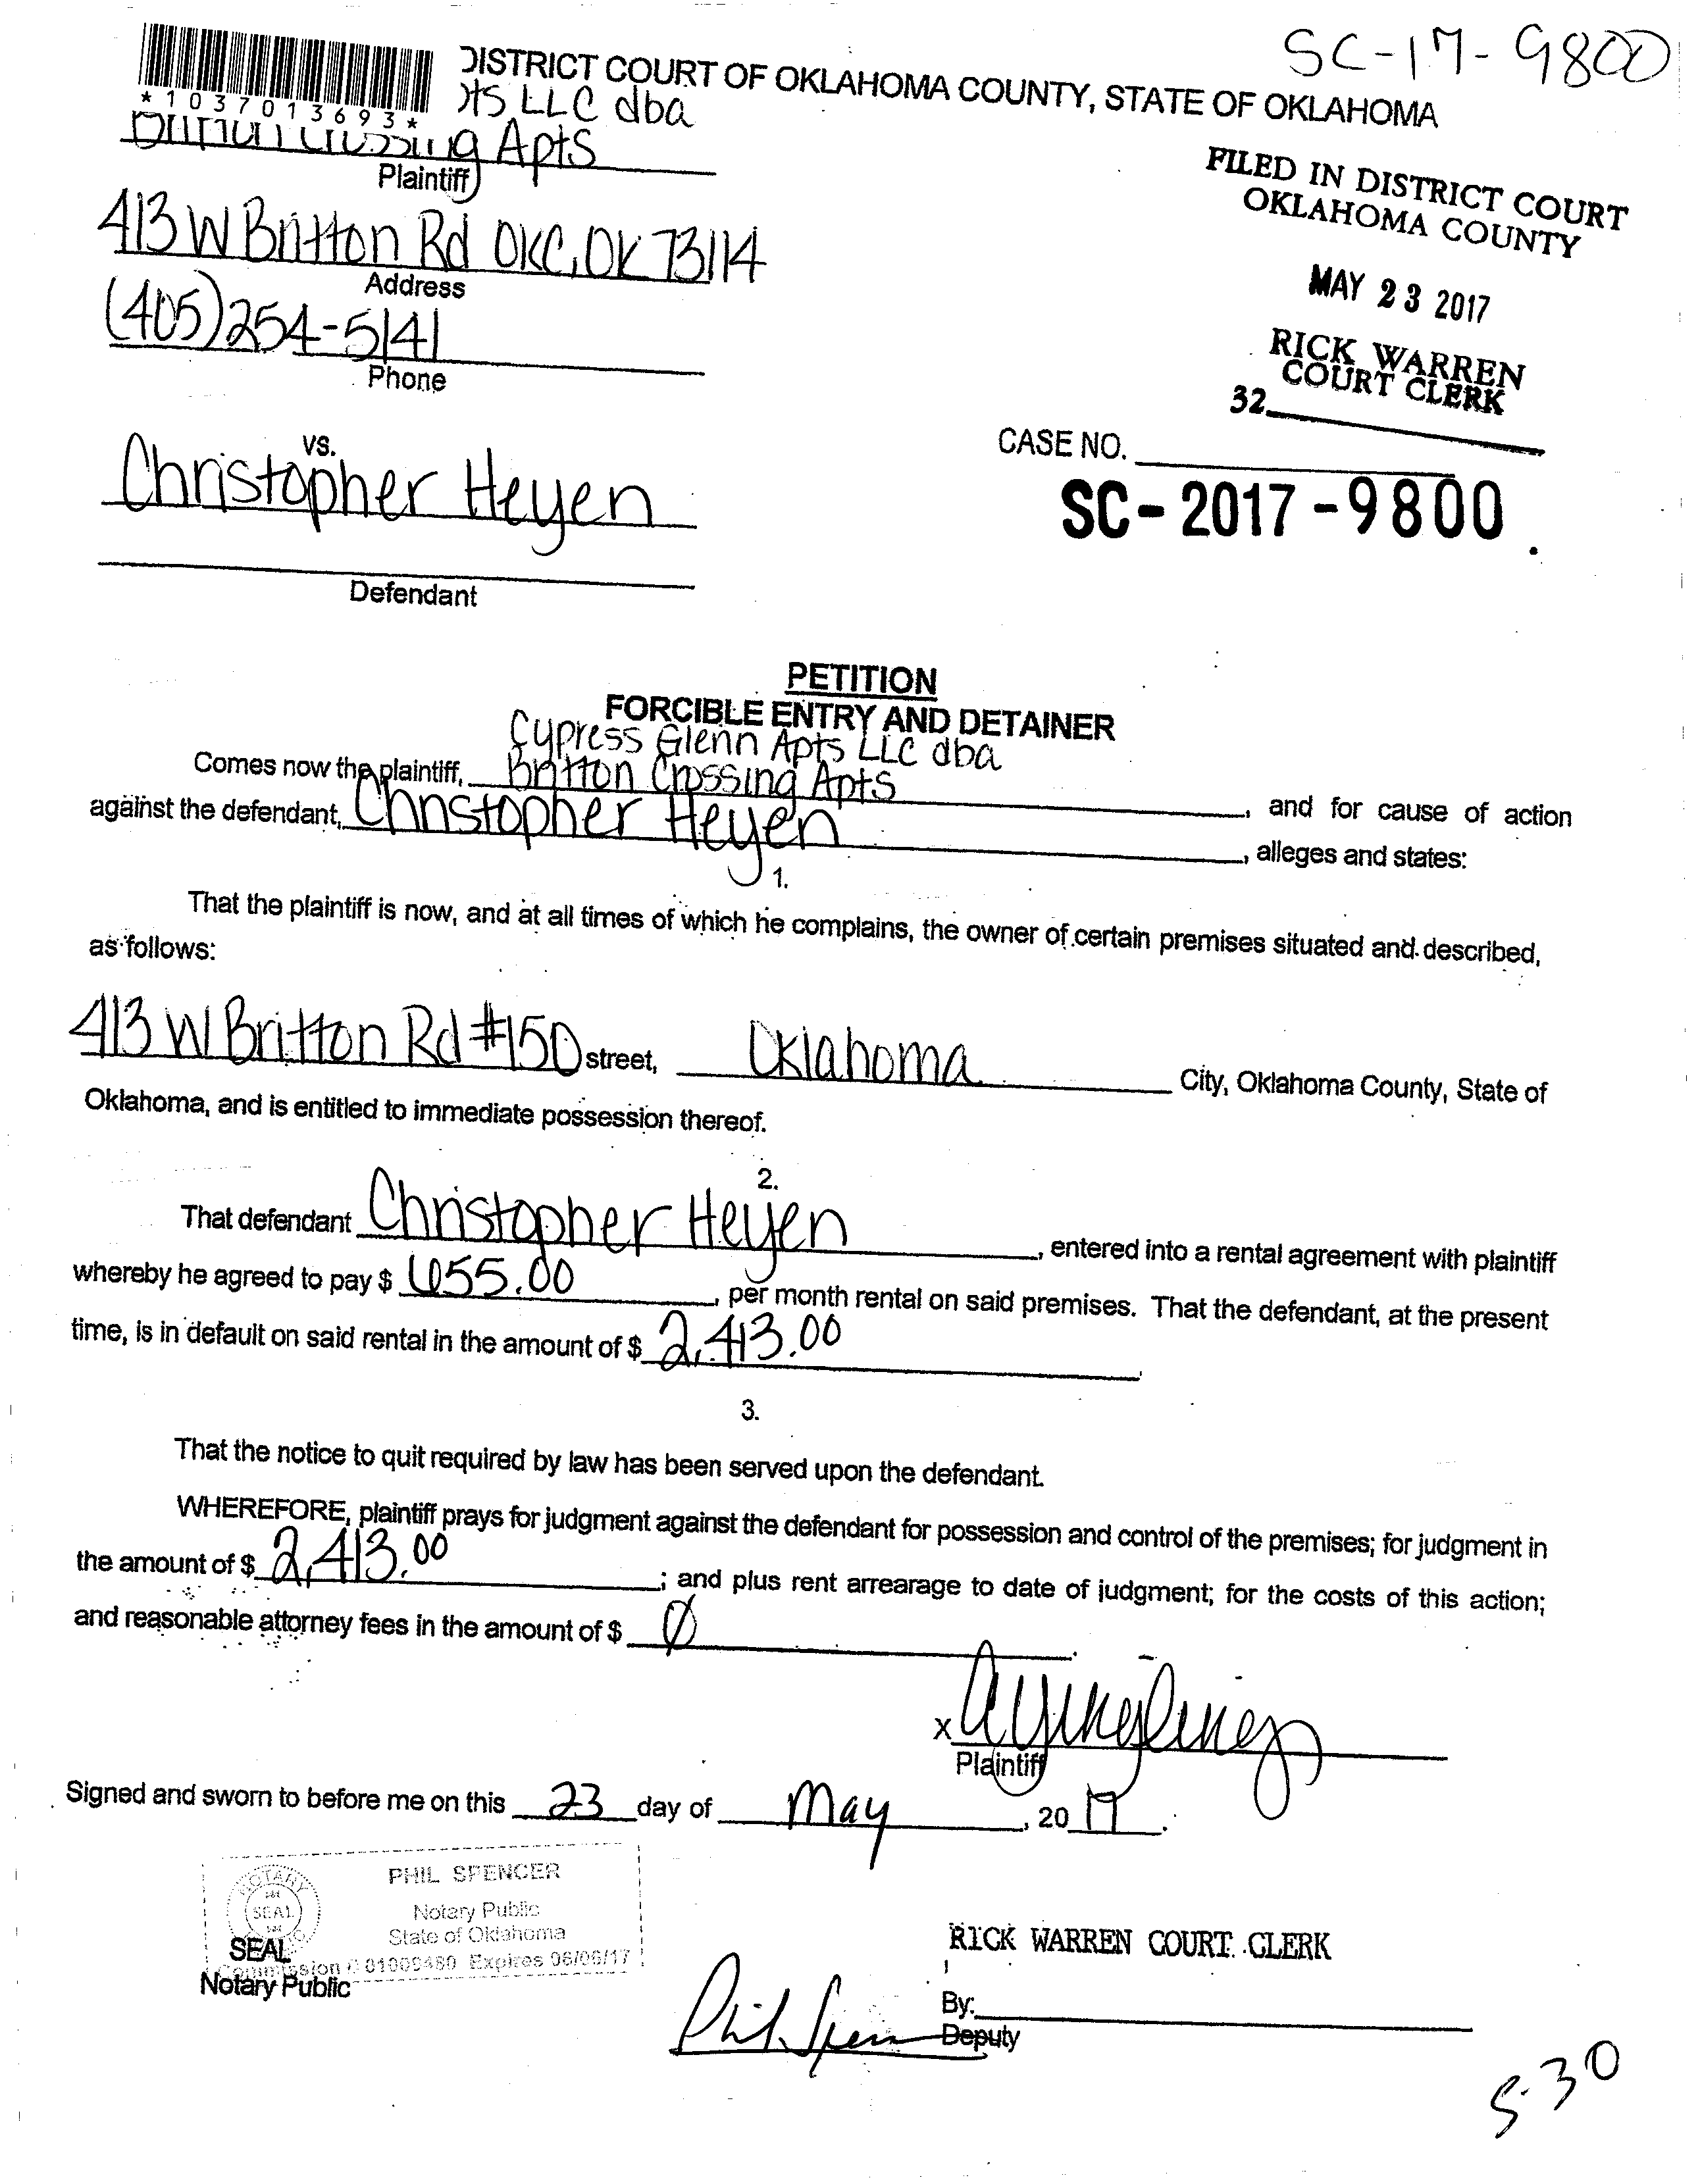 SC-17-9800
DISTRICT COURT OF OKLAHOMA COUNTY, STATE OF OKLAHOMA
*1037013693*
LLC dba
Britton Crossing Apts
Plaintiff
413 W Britton Rd OKC, OK 73114
Address
(405) 254-5141
Phone
FILED IN DISTRICT COURT
OKLAHOMA COUNTY
MAY 23 2017
RICK WARREN
COURT CLERK
32
vs.
Christopher Heyen
Defendant
CASE NO.
SC-2017-9800
PETITION
FORCIBLE ENTRY AND DETAINER
Cypress Glenn Apts LLC dba
Comes now the plaintiff, Britton Crossing Apts
against the defendant, Christopher Heyen, and for cause of action
, alleges and states:
1.
That the plaintiff is now, and at all times of which he complains, the owner of certain premises situated and described,
as follows:
413 W Britton Rd #150 street, Oklahoma City, Oklahoma County, State of
Oklahoma, and is entitled to immediate possession thereof.
2.
That defendant Christopher Heyen, entered into a rental agreement with plaintiff
whereby he agreed to pay $ 655.00, per month rental on said premises. That the defendant, at the present
time, is in default on said rental in the amount of $ 2,413.00.
3.
That the notice to quit required by law has been served upon the defendant.
WHEREFORE, plaintiff prays for judgment against the defendant for possession and control of the premises; for judgment in
the amount of $ 2,413.00; and plus rent arrearage to date of judgment; for the costs of this action;
and reasonable attorney fees in the amount of $ Ø.
x
Plaintiff
Signed and sworn to before me on this 23 day of May, 2017.
PHIL SPENCER
Notary Public
State of Oklahoma
Commission # 01009480 Expires 06/06/17
NOTARY
SEAL
SEAL
Notary Public
RICK WARREN COURT CLERK
By:
Phil Spencer
Deputy
5-30